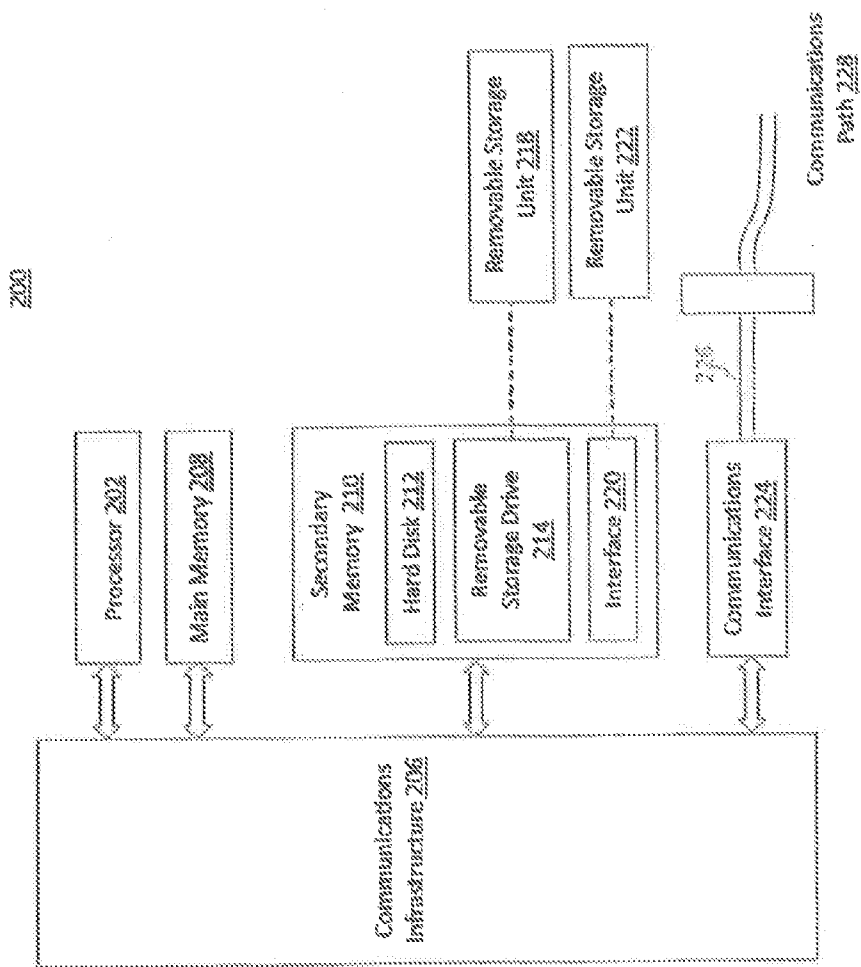 200
Processor 202
Main Memory 208
Secondary
Memory 210
Hard Disk 212
Removable
Storage Drive
214
Interface 220
Removable Storage
Unit 218
Removable Storage
Unit 222
Communications
Infrastructure 206
Communications
Interface 224
226
Communications
Path 228